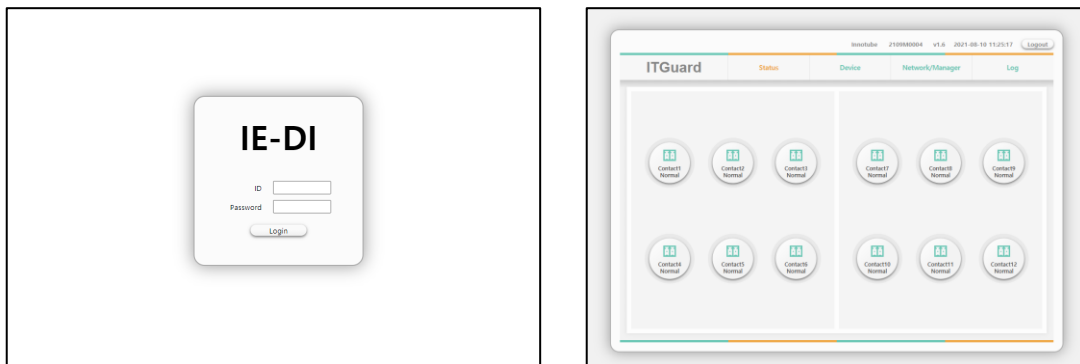 IE-DI
ID
Password
Login
innotube 2109M0004 v1.6 2021-08-10 11:25:17 Logout
ITGuard Status Device Network/Manager Log
Contact1
Normal
Contact2
Normal
Contact3
Normal
Contact7
Normal
Contact8
Normal
Contact9
Normal
Contact4
Normal
Contact5
Normal
Contact6
Normal
Contact10
Normal
Contact11
Normal
Contact12
Normal